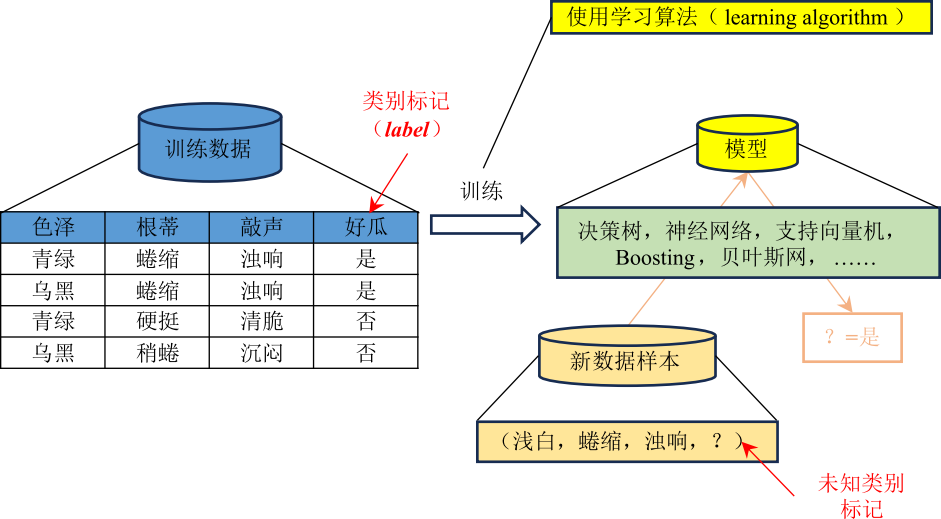 使用学习算法（ learning algorithm ）
类别标记
（label）
训练数据
模型
训练
色泽 根蒂 敲声 好瓜
青绿 蜷缩 浊响 是
乌黑 蜷缩 浊响 是
青绿 硬挺 清脆 否
乌黑 稍蜷 沉闷 否
决策树，神经网络，支持向量机，
Boosting，贝叶斯网，……
？=是
新数据样本
（浅白，蜷缩，浊响，？）
未知类别
标记